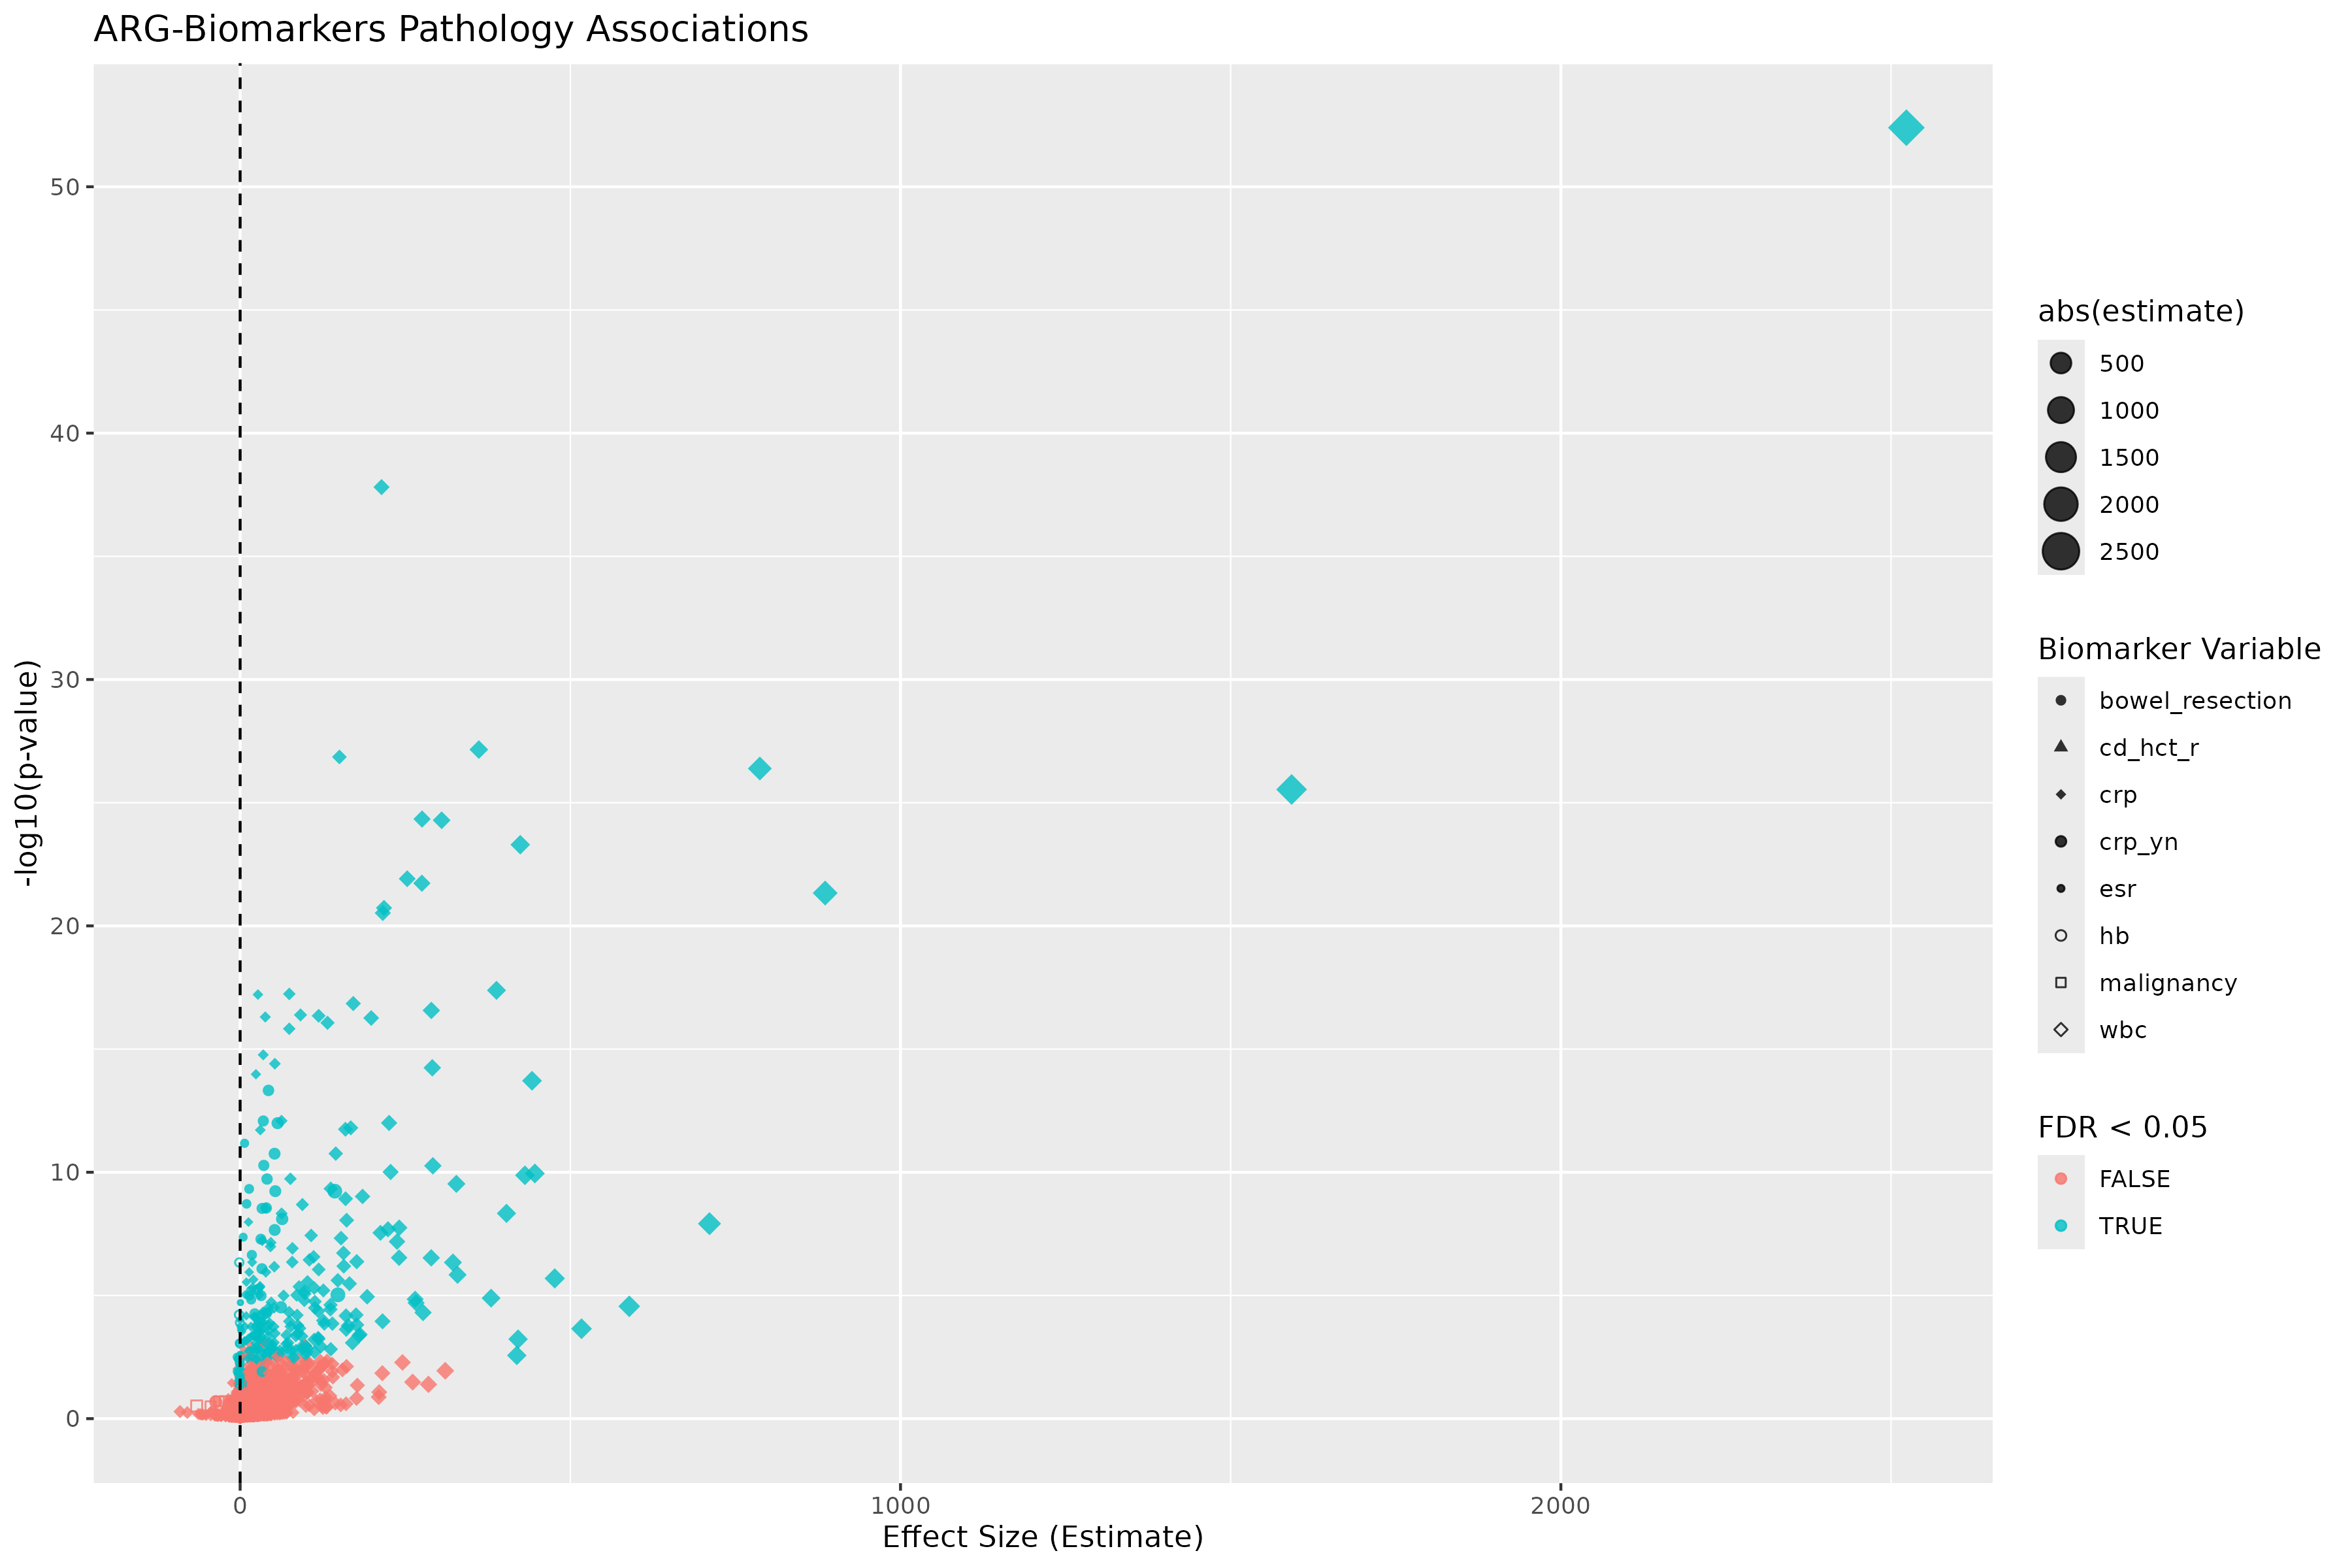 ARG-Biomarkers Pathology Associations
-log10(p-value)
50
40
30
20
10
0
0
1000
2000
Effect Size (Estimate)
abs(estimate)
500
1000
1500
2000
2500
Biomarker Variable
bowel_resection
cd_hct_r
crp
crp_yn
esr
hb
malignancy
wbc
FDR < 0.05
FALSE
TRUE